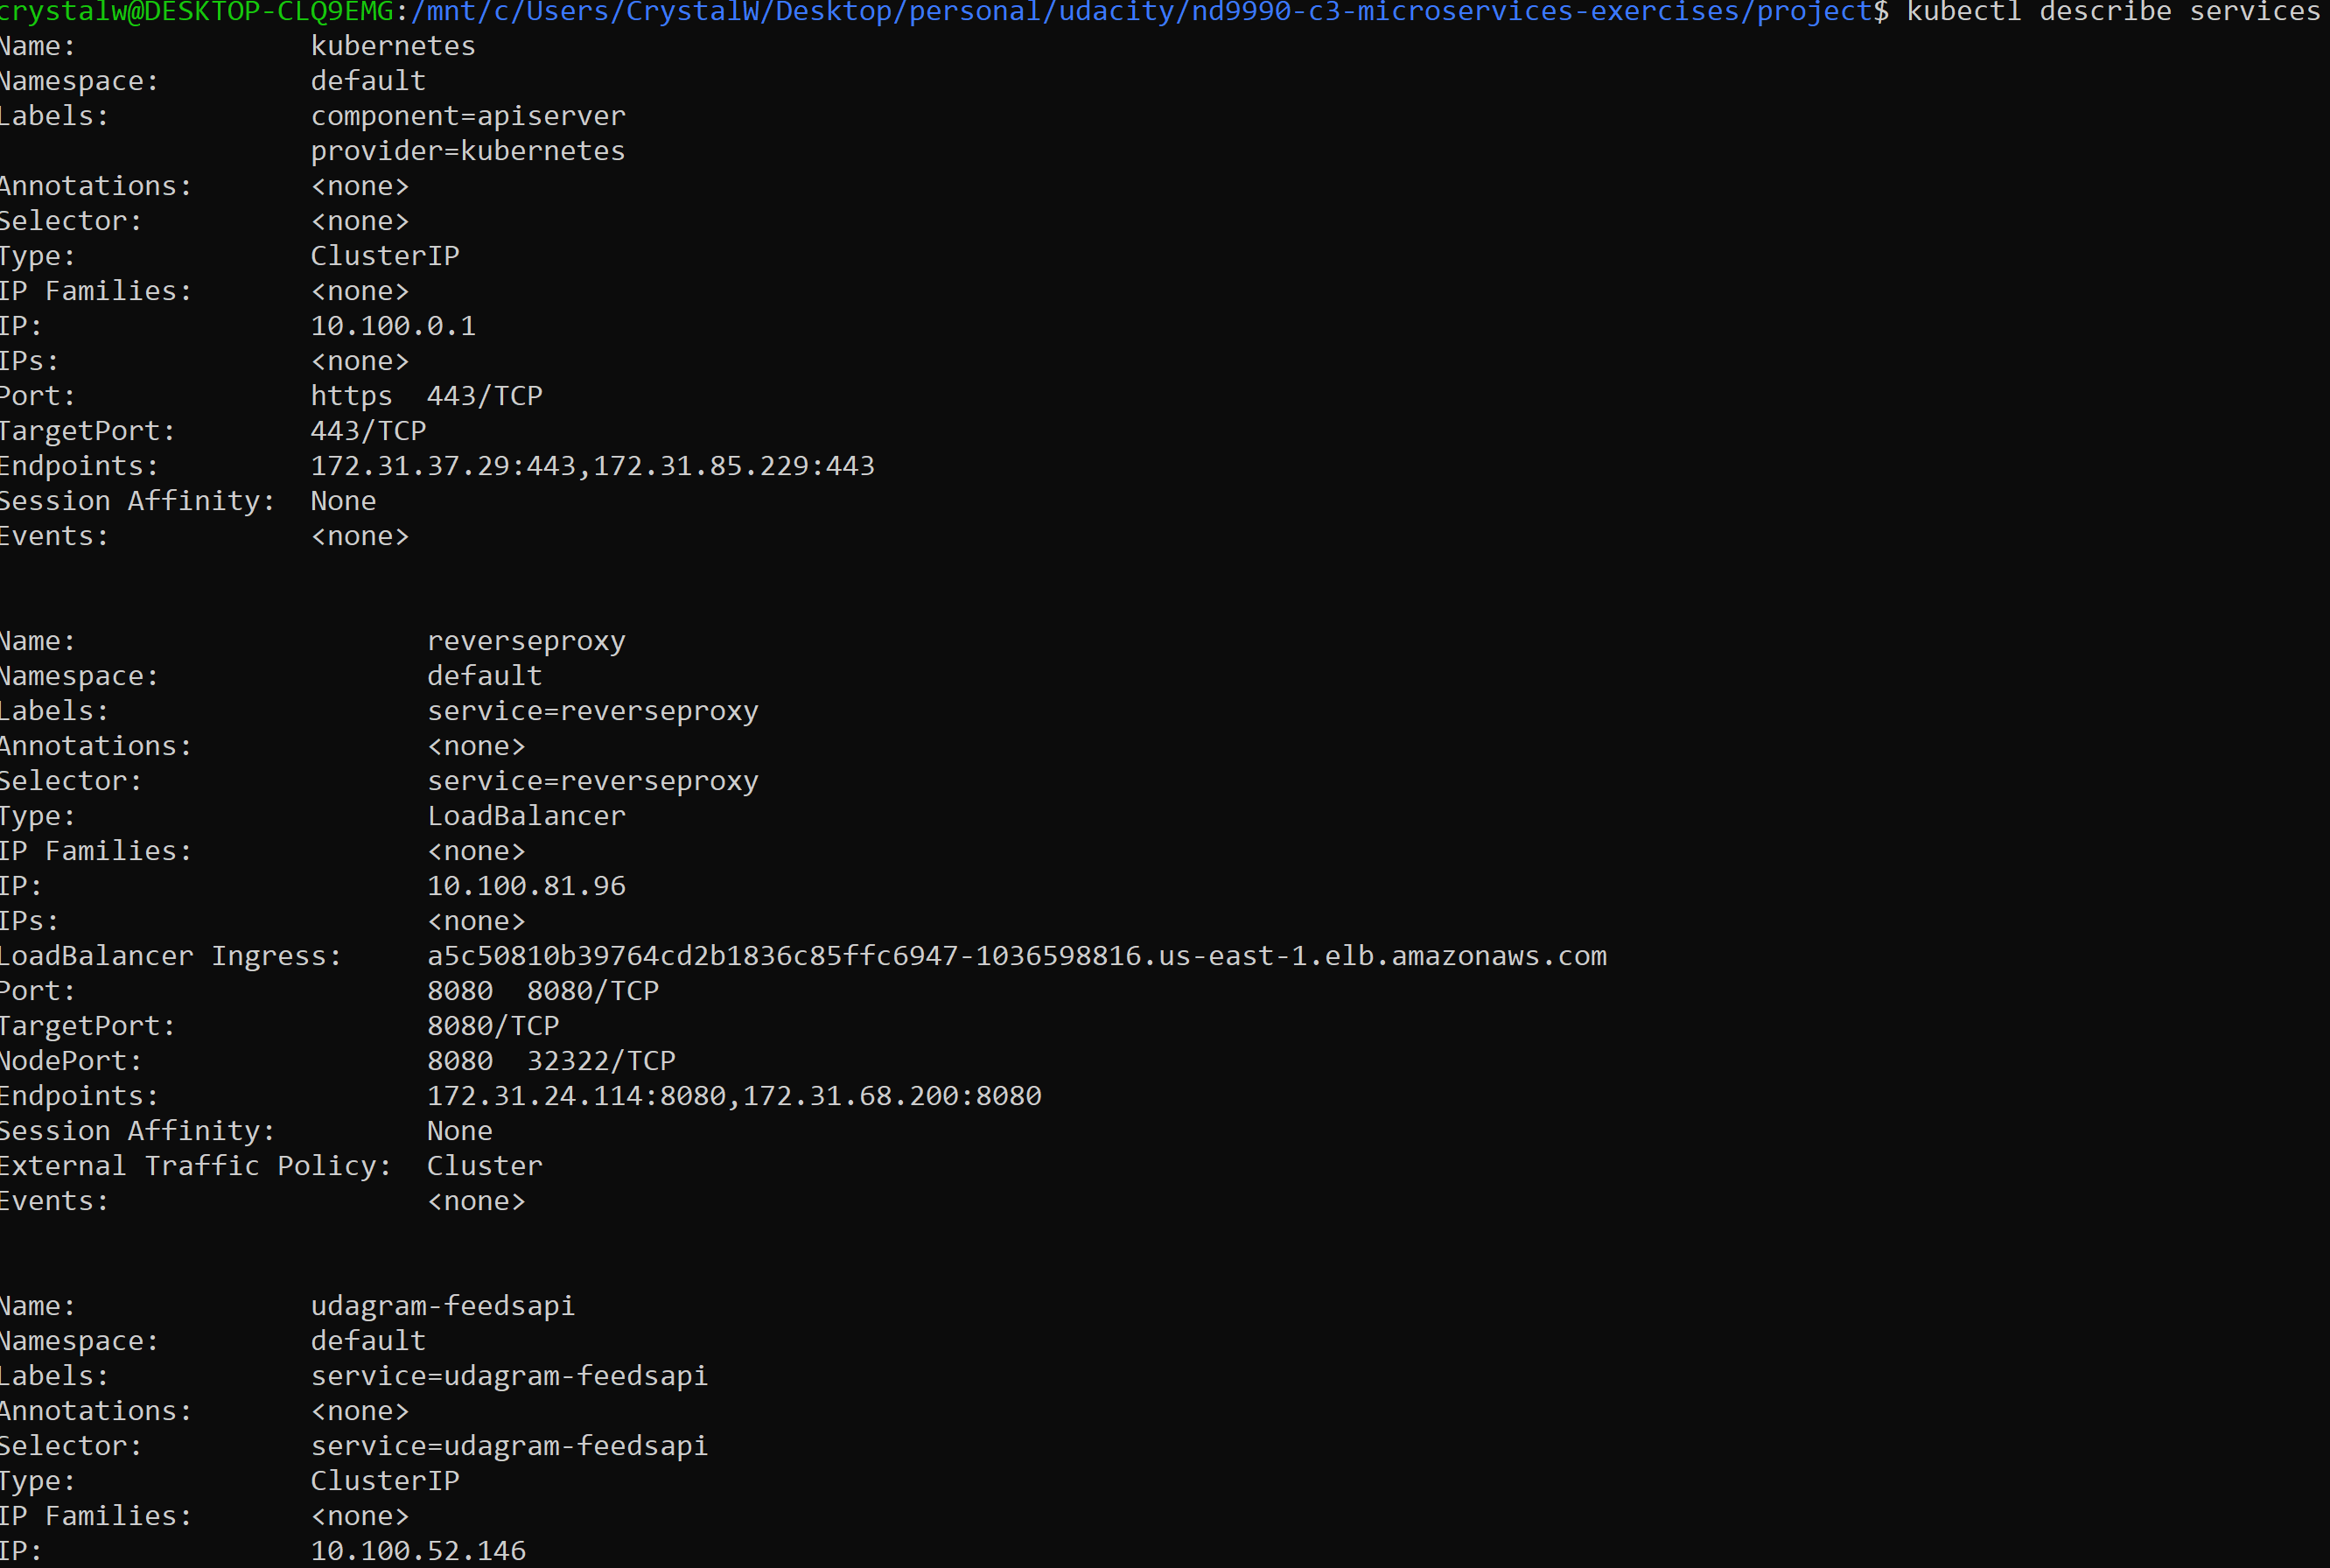 crystalw@DESKTOP-CLQ9EMG:/mnt/c/Users/CrystalW/Desktop/personal/udacity/nd9990-c3-microservices-exercises/project$ kubectl describe services
Name:              kubernetes
Namespace:         default
Labels:            component=apiserver
                   provider=kubernetes
Annotations:       <none>
Selector:          <none>
Type:              ClusterIP
IP Families:       <none>
IP:                10.100.0.1
IPs:               <none>
Port:              https  443/TCP
TargetPort:        443/TCP
Endpoints:         172.31.37.29:443,172.31.85.229:443
Session Affinity:  None
Events:            <none>
Name:                     reverseproxy
Namespace:                default
Labels:                   service=reverseproxy
Annotations:              <none>
Selector:                 service=reverseproxy
Type:                     LoadBalancer
IP Families:              <none>
IP:                       10.100.81.96
IPs:                      <none>
LoadBalancer Ingress:     a5c50810b39764cd2b1836c85ffc6947-1036598816.us-east-1.elb.amazonaws.com
Port:                     8080  8080/TCP
TargetPort:               8080/TCP
NodePort:                 8080  32322/TCP
Endpoints:                172.31.24.114:8080,172.31.68.200:8080
Session Affinity:         None
External Traffic Policy:  Cluster
Events:                   <none>
Name:              udagram-feedsapi
Namespace:         default
Labels:            service=udagram-feedsapi
Annotations:       <none>
Selector:          service=udagram-feedsapi
Type:              ClusterIP
IP Families:       <none>
IP:                10.100.52.146